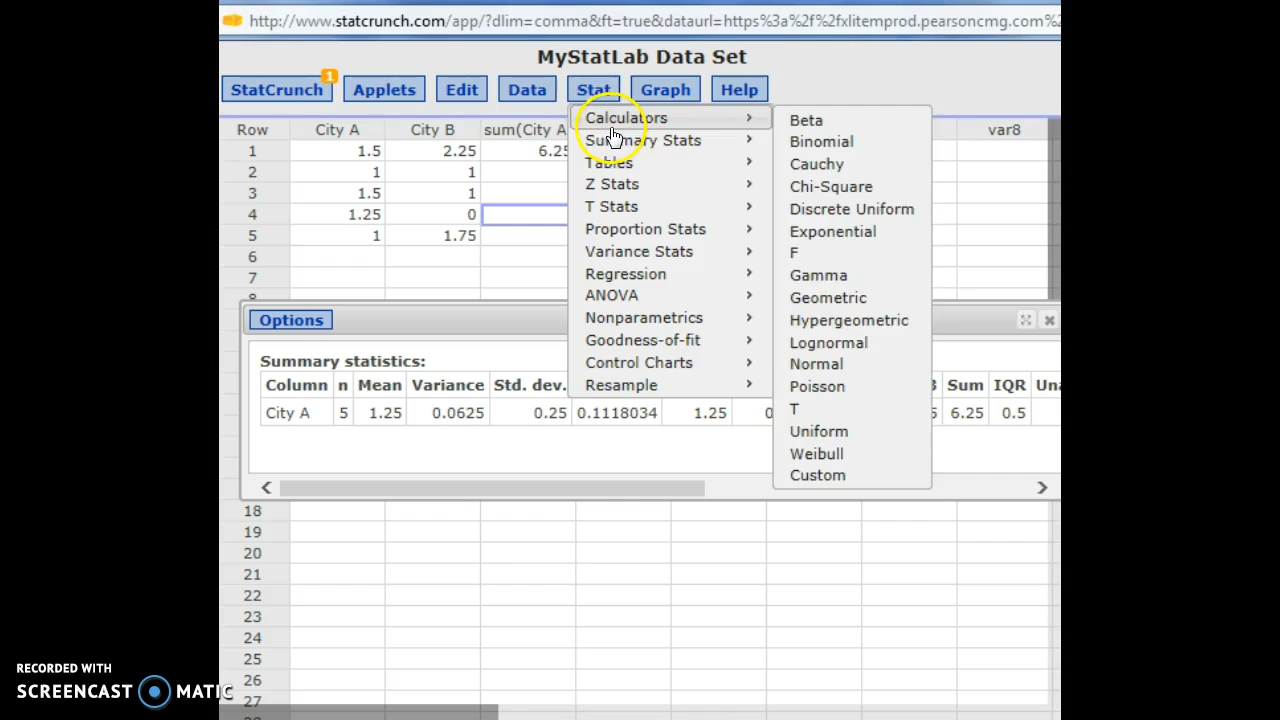 http://www.statcrunch.com/app/?dlim=comma&ft=true&dataurl=https%3a%2f%2fxlitemprod.pearsoncmg.com%2
MyStatLab Data Set
StatCrunch 1 Applets Edit Data Stat Graph Help
Row City A City B sum(City A var8
1 1.5 2.25 6.25
2 1 1
3 1.5 1
4 1.25 0
5 1 1.75
6
7
8
Calculators
Summary Stats
Tables
Z Stats
T Stats
Proportion Stats
Variance Stats
Regression
ANOVA
Nonparametrics
Goodness-of-fit
Control Charts
Resample
Beta
Binomial
Cauchy
Chi-Square
Discrete Uniform
Exponential
F
Gamma
Geometric
Hypergeometric
Lognormal
Normal
Poisson
T
Uniform
Weibull
Custom
Options
Summary statistics:
Column n Mean Variance Std. dev. Sum IQR
City A 5 1.25 0.0625 0.25 0.1118034 1.25 6.25 0.5
18
19
20
21
22
23
24
25
26
27
RECORDED WITH
SCREENCAST MATIC